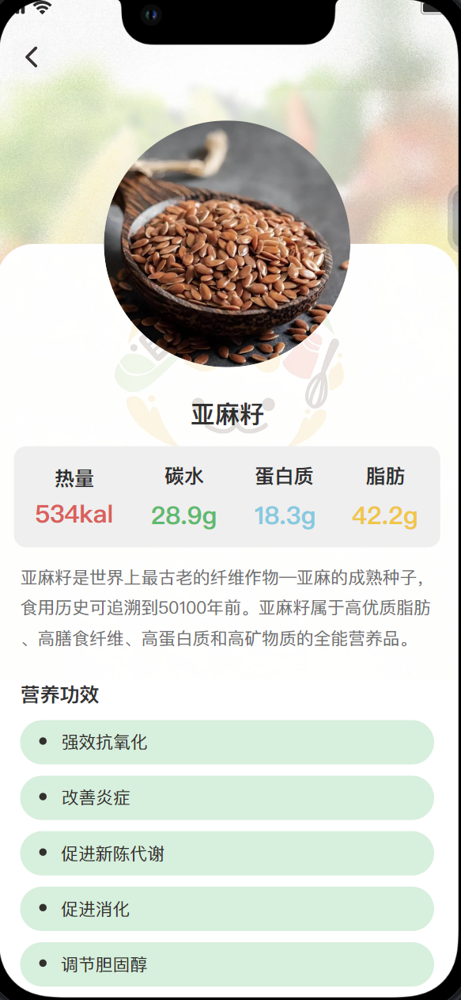 亚麻籽
热量 碳水 蛋白质 脂肪
534kal 28.9g 18.3g 42.2g
亚麻籽是世界上最古老的纤维作物—亚麻的成熟种子，
食用历史可追溯到50100年前。亚麻籽属于高优质脂肪
、高膳食纤维、高蛋白质和高矿物质的全能营养品。
营养功效
• 强效抗氧化
• 改善炎症
• 促进新陈代谢
• 促进消化
• 调节胆固醇